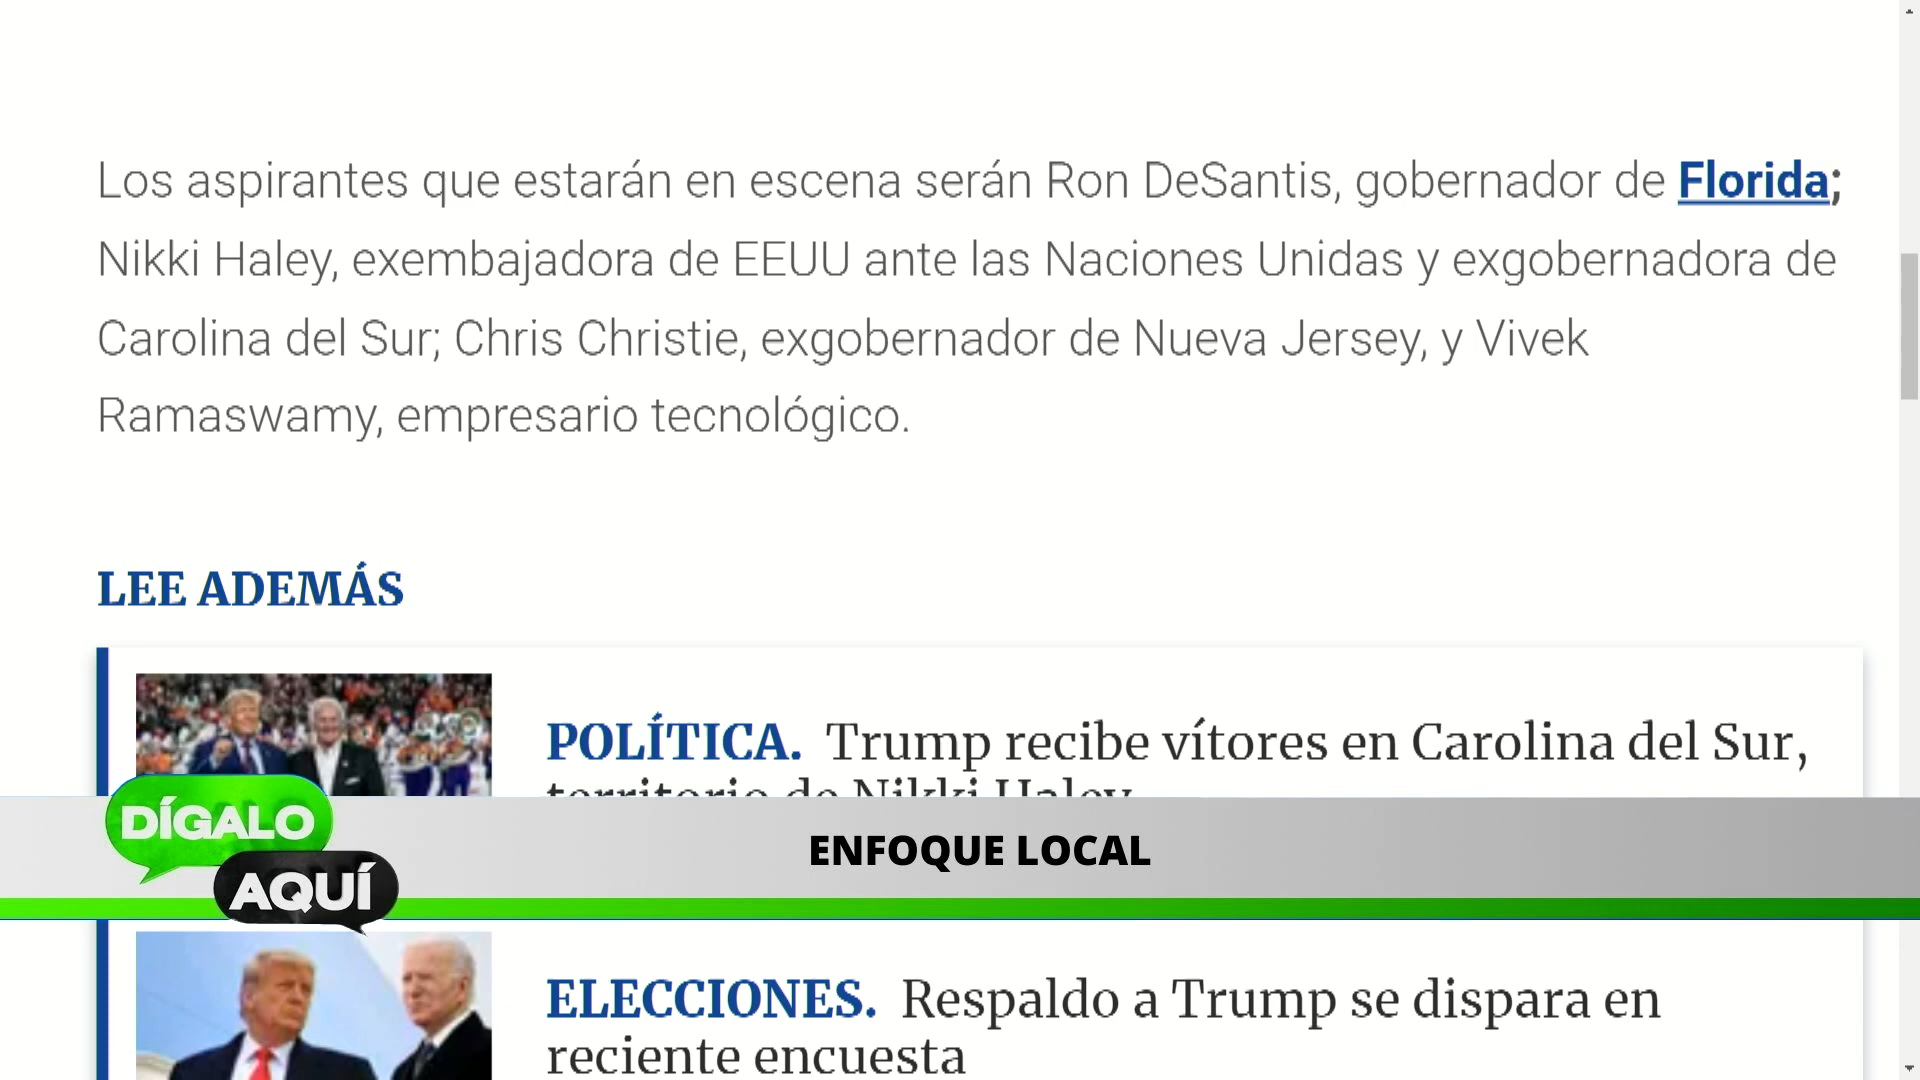 Los aspirantes que estarán en escena serán Ron DeSantis, gobernador de Florida;
Nikki Haley, exembajadora de EEUU ante las Naciones Unidas y exgobernadora de
Carolina del Sur; Chris Christie, exgobernador de Nueva Jersey, y Vivek
Ramaswamy, empresario tecnológico.
LEE ADEMÁS
POLÍTICA. Trump recibe vítores en Carolina del Sur,
territorio de Nikki Haley
DÍGALO
AQUÍ
ENFOQUE LOCAL
ELECCIONES. Respaldo a Trump se dispara en
reciente encuesta